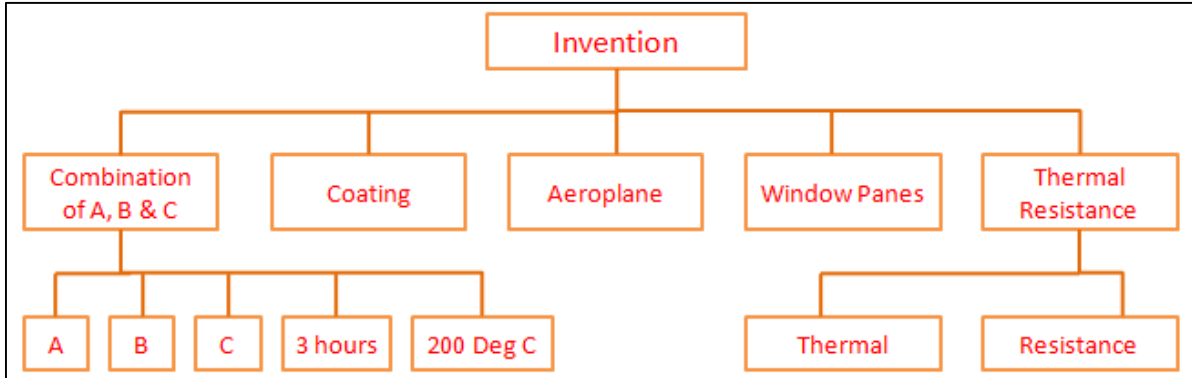 Invention
Combination
of A, B & C
Coating
Aeroplane
Window Panes
Thermal
Resistance
A
B
C
3 hours
200 Deg C
Thermal
Resistance